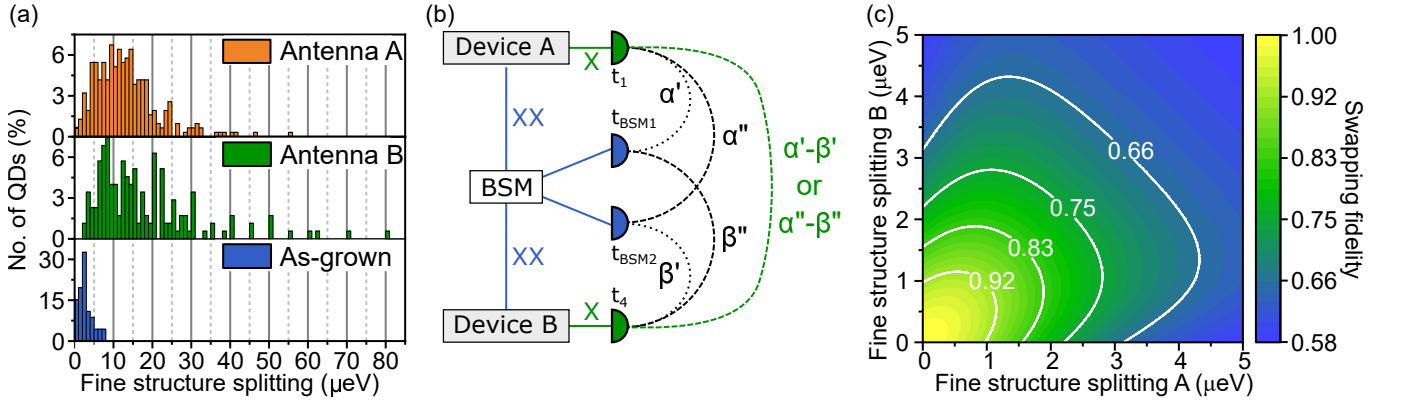 (a)
Antenna A
Antenna B
As-grown
6
3
0
6
3
0
30
15
0
No. of QDs (%)
0 10 20 30 40 50 60 70 80
Fine structure splitting (µeV)
(b)
Device A
X
t1
XX
α'
tBSM1
α''
BSM
α'-β'
or
α''-β''
XX
tBSM2
β'
β''
t4
Device B
X
(c)
5
4
3
2
1
0
Fine structure splitting B (µeV)
0.66
0.75
0.83
0.92
0 1 2 3 4 5
Fine structure splitting A (µeV)
1.00
0.92
0.83
0.75
0.66
0.58
Swapping fidelity